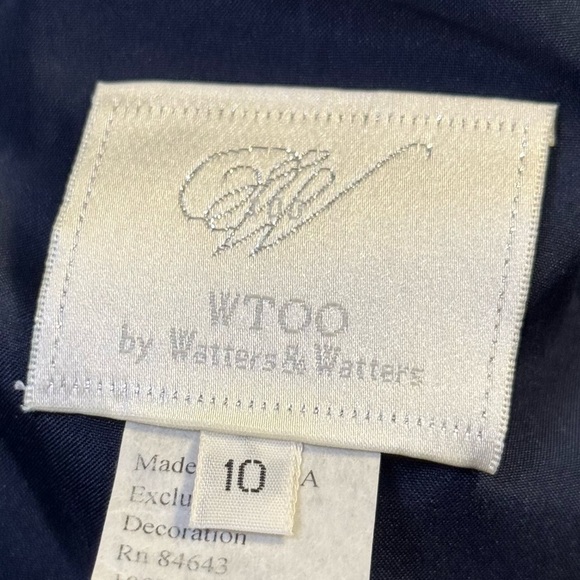 WTOO
by Watters & Watters
10
Made A
Exclu
Decoration
Rn 84643